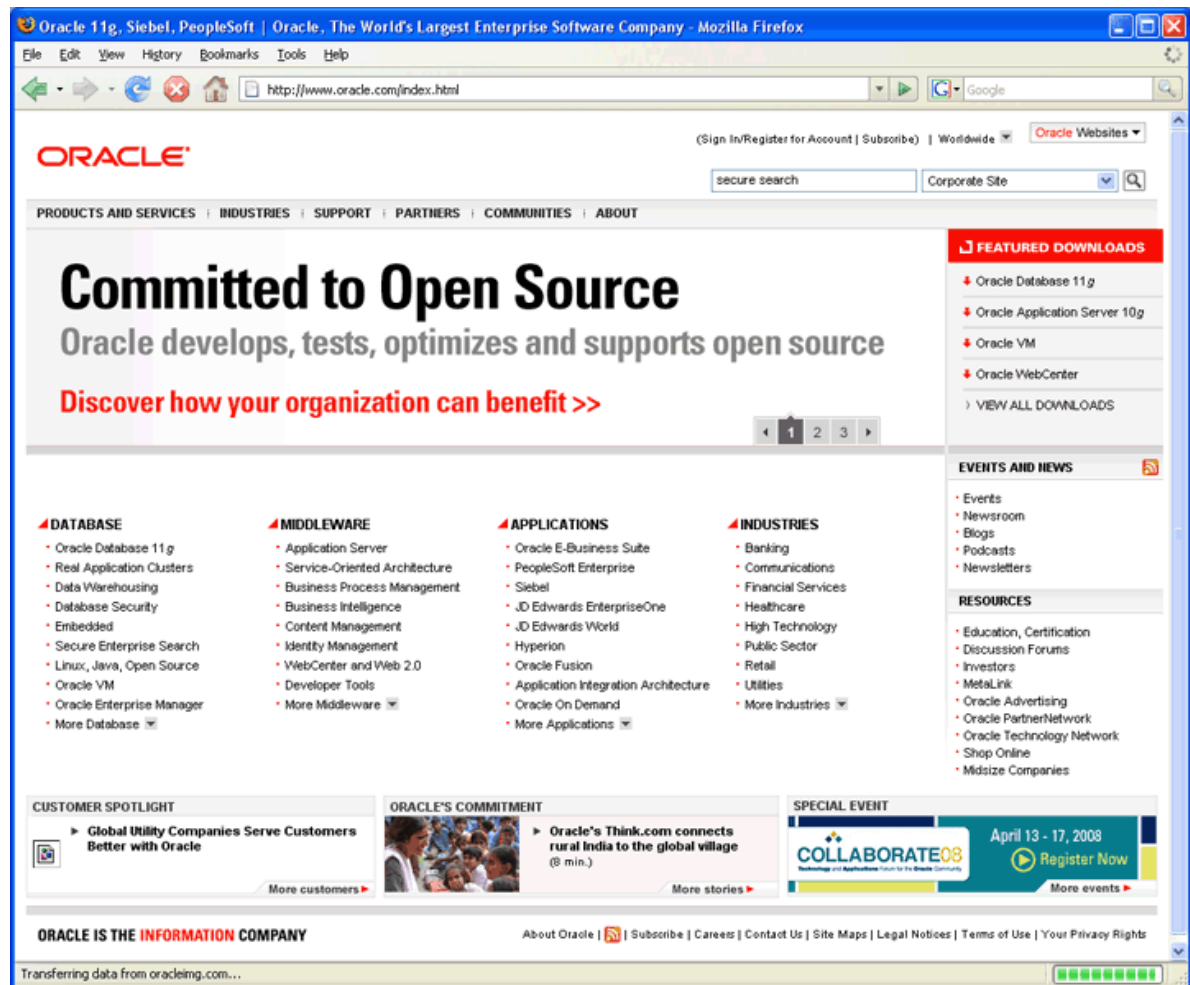 Oracle 11g, Siebel, PeopleSoft | Oracle, The World's Largest Enterprise Software Company - Mozilla Firefox
File Edit View History Bookmarks Tools Help
http://www.oracle.com/index.html
Google
(Sign In/Register for Account | Subscribe) | Worldwide
Oracle Websites
ORACLE
secure search
Corporate Site
PRODUCTS AND SERVICES | INDUSTRIES | SUPPORT | PARTNERS | COMMUNITIES | ABOUT
Committed to Open Source
Oracle develops, tests, optimizes and supports open source
Discover how your organization can benefit >>
1 2 3
FEATURED DOWNLOADS
Oracle Database 11g
Oracle Application Server 10g
Oracle VM
Oracle WebCenter
VIEW ALL DOWNLOADS
EVENTS AND NEWS
Events
Newsroom
Blogs
Podcasts
Newsletters
RESOURCES
Education, Certification
Discussion Forums
Investors
MetaLink
Oracle Advertising
Oracle PartnerNetwork
Oracle Technology Network
Shop Online
Midsize Companies
DATABASE
Oracle Database 11g
Real Application Clusters
Data Warehousing
Database Security
Embedded
Secure Enterprise Search
Linux, Java, Open Source
Oracle VM
Oracle Enterprise Manager
More Database
MIDDLEWARE
Application Server
Service-Oriented Architecture
Business Process Management
Business Intelligence
Content Management
Identity Management
WebCenter and Web 2.0
Developer Tools
More Middleware
APPLICATIONS
Oracle E-Business Suite
PeopleSoft Enterprise
Siebel
JD Edwards EnterpriseOne
JD Edwards World
Hyperion
Oracle Fusion
Application Integration Architecture
Oracle On Demand
More Applications
INDUSTRIES
Banking
Communications
Financial Services
Healthcare
High Technology
Public Sector
Retail
Utilities
More Industries
CUSTOMER SPOTLIGHT
Global Utility Companies Serve Customers
Better with Oracle
More customers
ORACLE'S COMMITMENT
Oracle's Think.com connects
rural India to the global village
(8 min.)
More stories
SPECIAL EVENT
COLLABORATE08
Technology and Applications Forum for the Oracle Community
April 13 - 17, 2008
Register Now
More events
ORACLE IS THE INFORMATION COMPANY
About Oracle | | Subscribe | Careers | Contact Us | Site Maps | Legal Notices | Terms of Use | Your Privacy Rights
Transferring data from oracleimg.com...